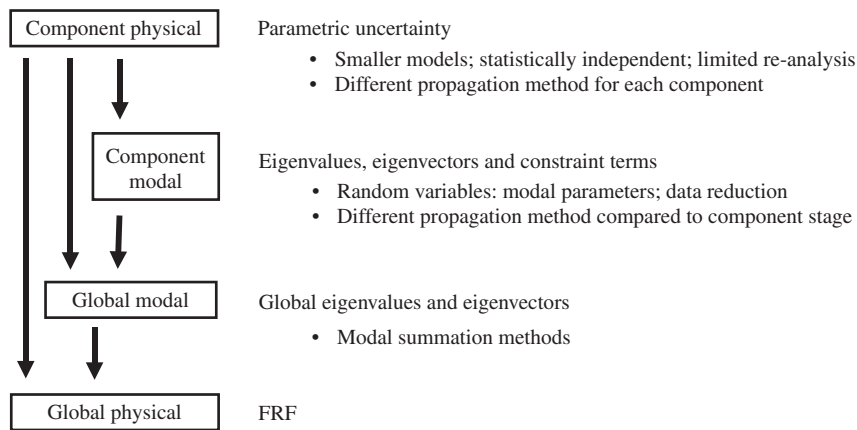 Component physical
Parametric uncertainty
• Smaller models; statistically independent; limited re-analysis
• Different propagation method for each component
Component
modal
Eigenvalues, eigenvectors and constraint terms
• Random variables: modal parameters; data reduction
• Different propagation method compared to component stage
Global modal
Global eigenvalues and eigenvectors
• Modal summation methods
Global physical
FRF